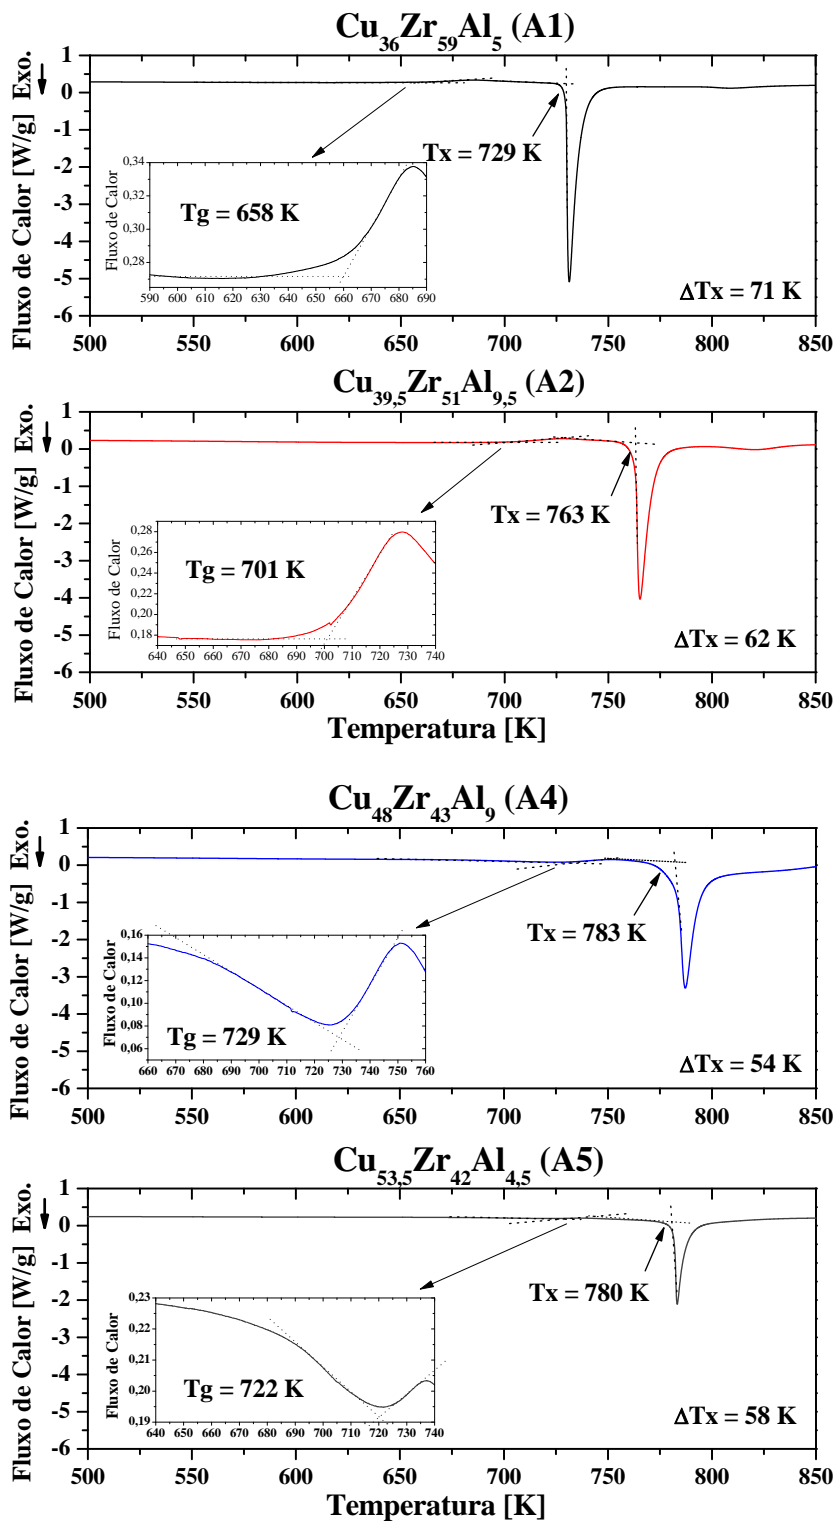 Cu36Zr59Al5 (A1)
Fluxo de Calor [W/g] Exo.
1
0
-1
-2
-3
-4
-5
-6
Tx = 729 K
Fluxo de Calor
0,34
0,32
0,30
0,28
Tg = 658 K
590 600 610 620 630 640 650 660 670 680 690
ΔTx = 71 K
500 550 600 650 700 750 800 850
Cu39,5Zr51Al9,5 (A2)
Fluxo de Calor [W/g] Exo.
1
0
-1
-2
-3
-4
-5
-6
Tx = 763 K
Fluxo de Calor
0,28
0,26
0,24
0,22
0,20
0,18
Tg = 701 K
640 650 660 670 680 690 700 710 720 730 740
ΔTx = 62 K
500 550 600 650 700 750 800 850
Temperatura [K]
Cu48Zr43Al9 (A4)
Fluxo de Calor [W/g] Exo.
1
0
-1
-2
-3
-4
-5
-6
Tx = 783 K
Fluxo de Calor
0,16
0,14
0,12
0,10
0,08
0,06
Tg = 729 K
660 670 680 690 700 710 720 730 740 750 760
ΔTx = 54 K
500 550 600 650 700 750 800 850
Cu53,5Zr42Al4,5 (A5)
Fluxo de Calor [W/g] Exo.
1
0
-1
-2
-3
-4
-5
-6
Tx = 780 K
Fluxo de Calor
0,23
0,22
0,21
0,20
0,19
Tg = 722 K
640 650 660 670 680 690 700 710 720 730 740
ΔTx = 58 K
500 550 600 650 700 750 800 850
Temperatura [K]